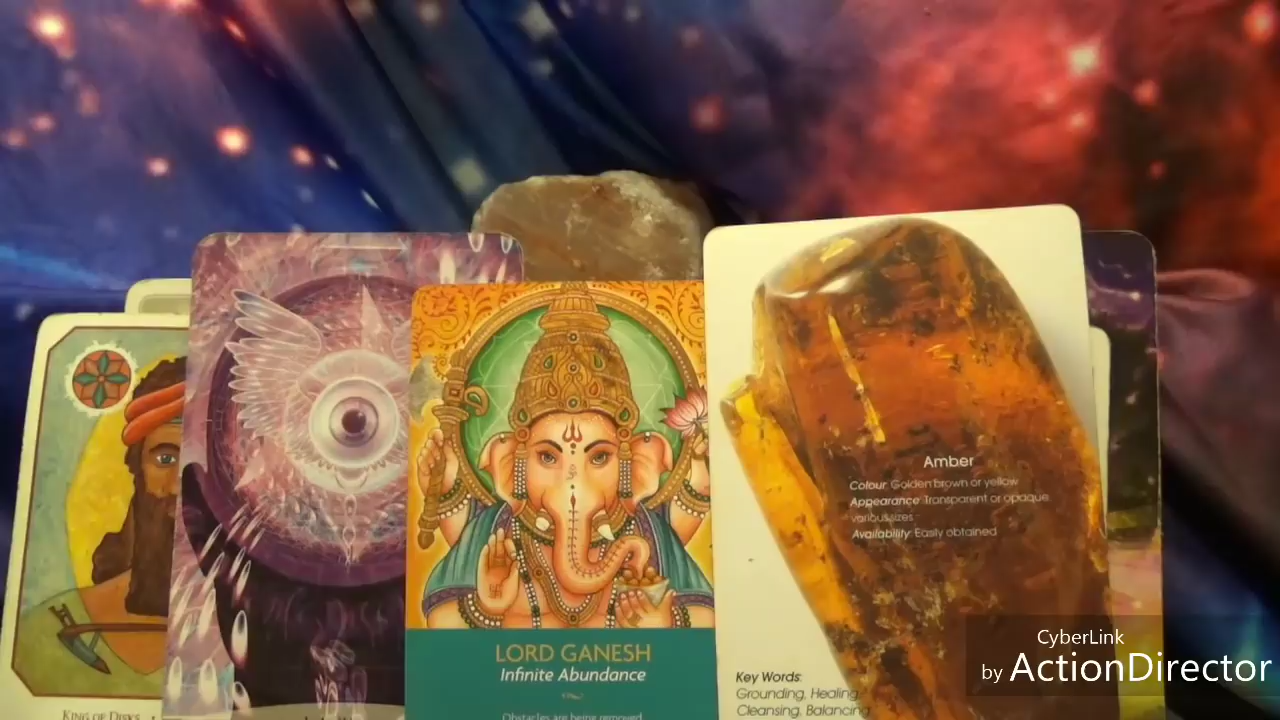 KING OF DISKS
LORD GANESH
Infinite Abundance
Obstacles are being removed
Amber
Colour: Golden brown or yellow
Appearance: Transparent or opaque,
various sizes
Availability: Easily obtained
Key Words:
Grounding, Healing,
Cleansing, Balancing
CyberLink
by ActionDirector